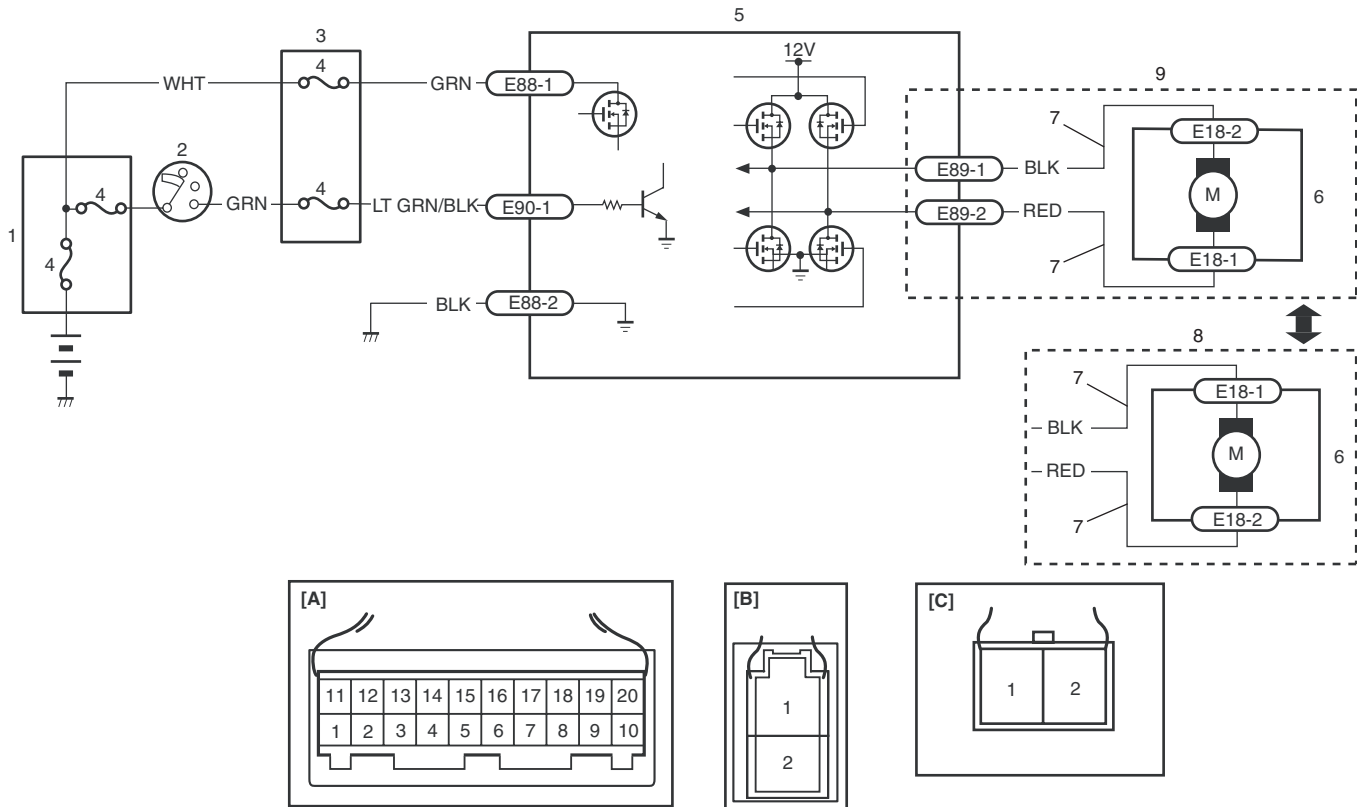 5
3
12V
4
9
WHT
GRN
E88-1
7
E18-2
2
4
E89-1
BLK
4
GRN
LT GRN/BLK
E90-1
M
6
E89-2
RED
1
4
7
E18-1
BLK
E88-2
8
7
E18-1
BLK
M
6
RED
7
E18-2
[A]
11 12 13 14 15 16 17 18 19 20
1 2 3 4 5 6 7 8 9 10
[B]
1
2
[C]
1 2